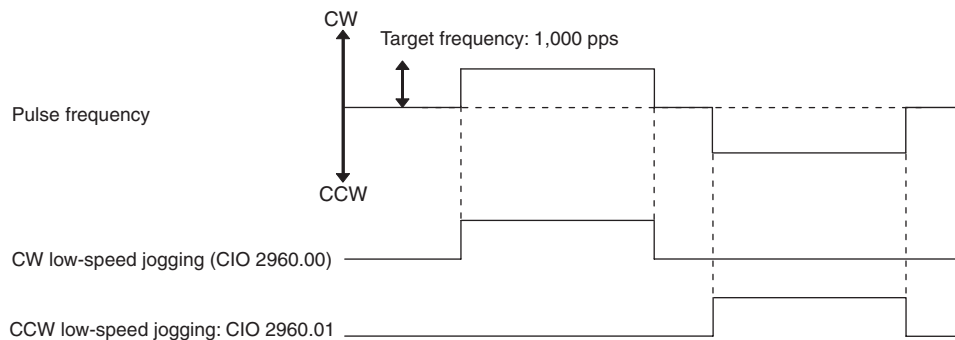 CW
Target frequency: 1,000 pps
Pulse frequency
CCW
CW low-speed jogging (CIO 2960.00)
CCW low-speed jogging: CIO 2960.01